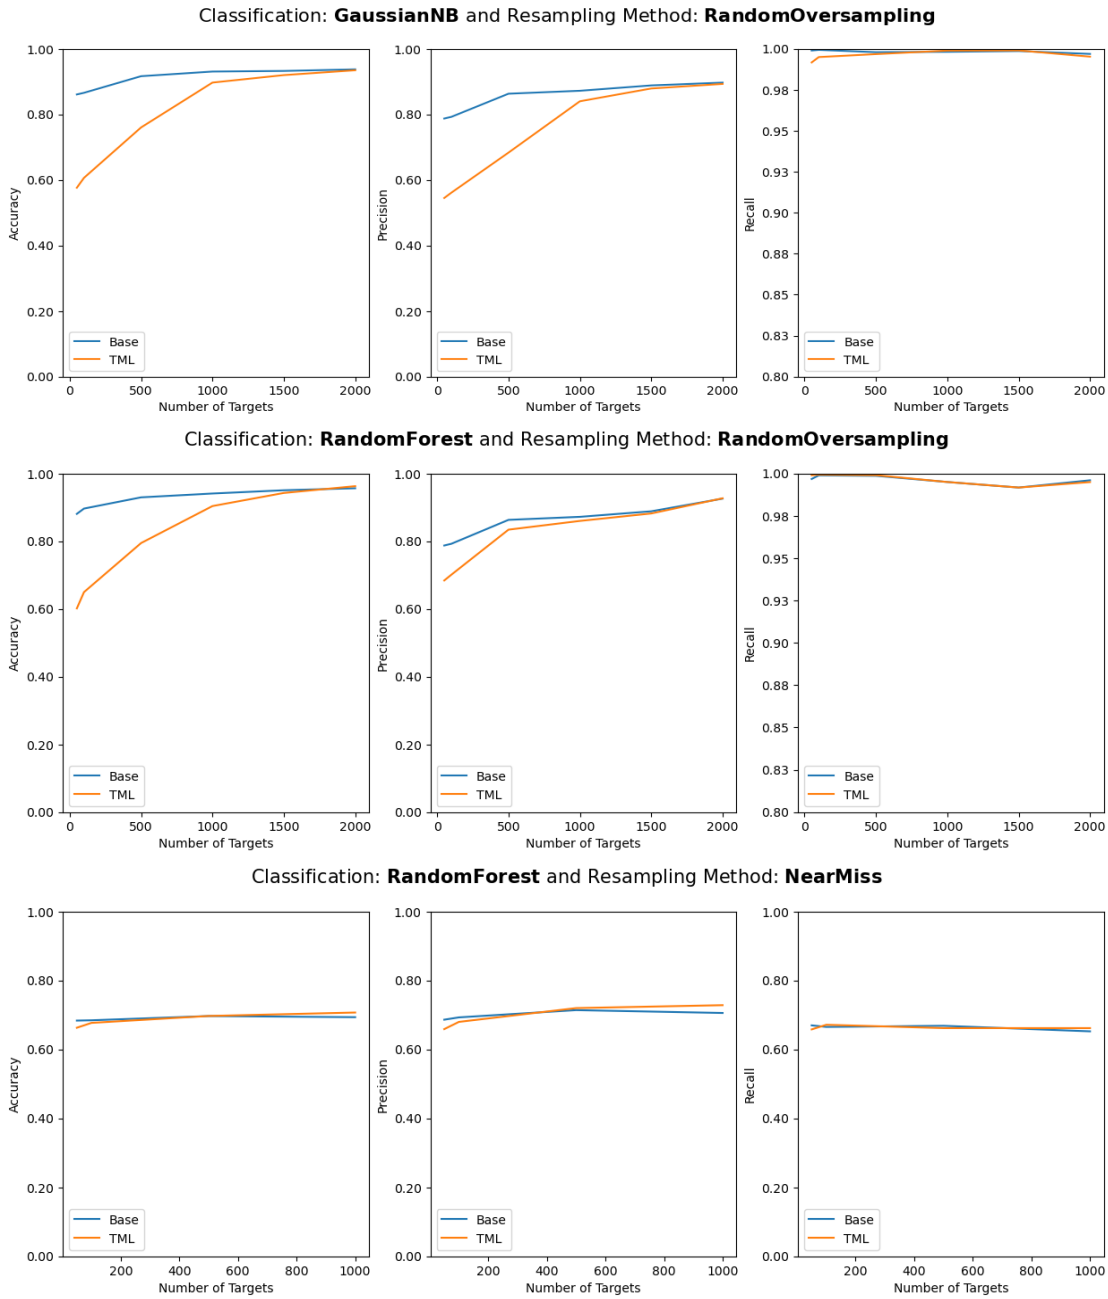 Classification: GaussianNB and Resampling Method: RandomOversampling
1.00
0.80
0.60
0.40
0.20
0.00
Accuracy
Base
TML
0
500
1000
1500
2000
Number of Targets
1.00
0.80
0.60
0.40
0.20
0.00
Precision
Base
TML
0
500
1000
1500
2000
Number of Targets
1.00
0.98
0.95
0.93
0.90
0.88
0.85
0.83
0.80
Recall
Base
TML
0
500
1000
1500
2000
Number of Targets
Classification: RandomForest and Resampling Method: RandomOversampling
1.00
0.80
0.60
0.40
0.20
0.00
Accuracy
Base
TML
0
500
1000
1500
2000
Number of Targets
1.00
0.80
0.60
0.40
0.20
0.00
Precision
Base
TML
0
500
1000
1500
2000
Number of Targets
1.00
0.98
0.95
0.93
0.90
0.88
0.85
0.83
0.80
Recall
Base
TML
0
500
1000
1500
2000
Number of Targets
Classification: RandomForest and Resampling Method: NearMiss
1.00
0.80
0.60
0.40
0.20
0.00
Accuracy
Base
TML
200
400
600
800
1000
Number of Targets
1.00
0.80
0.60
0.40
0.20
0.00
Precision
Base
TML
200
400
600
800
1000
Number of Targets
1.00
0.80
0.60
0.40
0.20
0.00
Recall
Base
TML
200
400
600
800
1000
Number of Targets